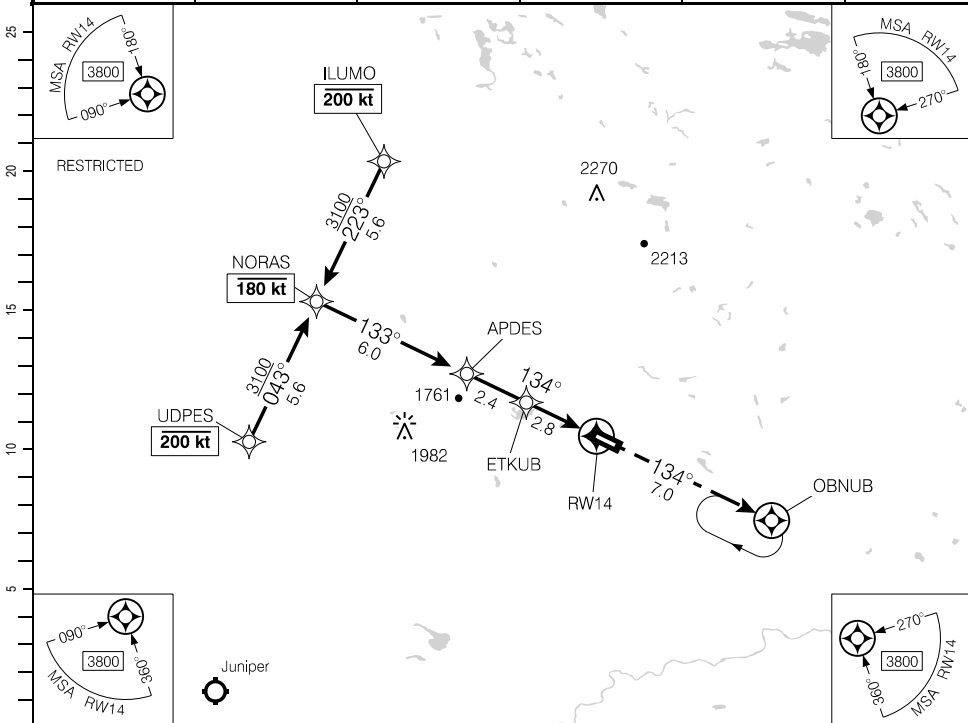 25
20
15
10
5
MSA RW14
180°
3800
090°
MSA RW14
180°
3800
270°
RESTRICTED
ILUMO
200 kt
2270
2213
3100
223°
5.6
NORAS
180 kt
133°
6.0
APDES
3100
043°
5.6
134°
1761
2.4
UDPES
200 kt
2.8
1982
ETKUB
RW14
134°
7.0
OBNUB
090°
3800
360°
MSA RW14
Juniper
270°
3800
360°
MSA RW14